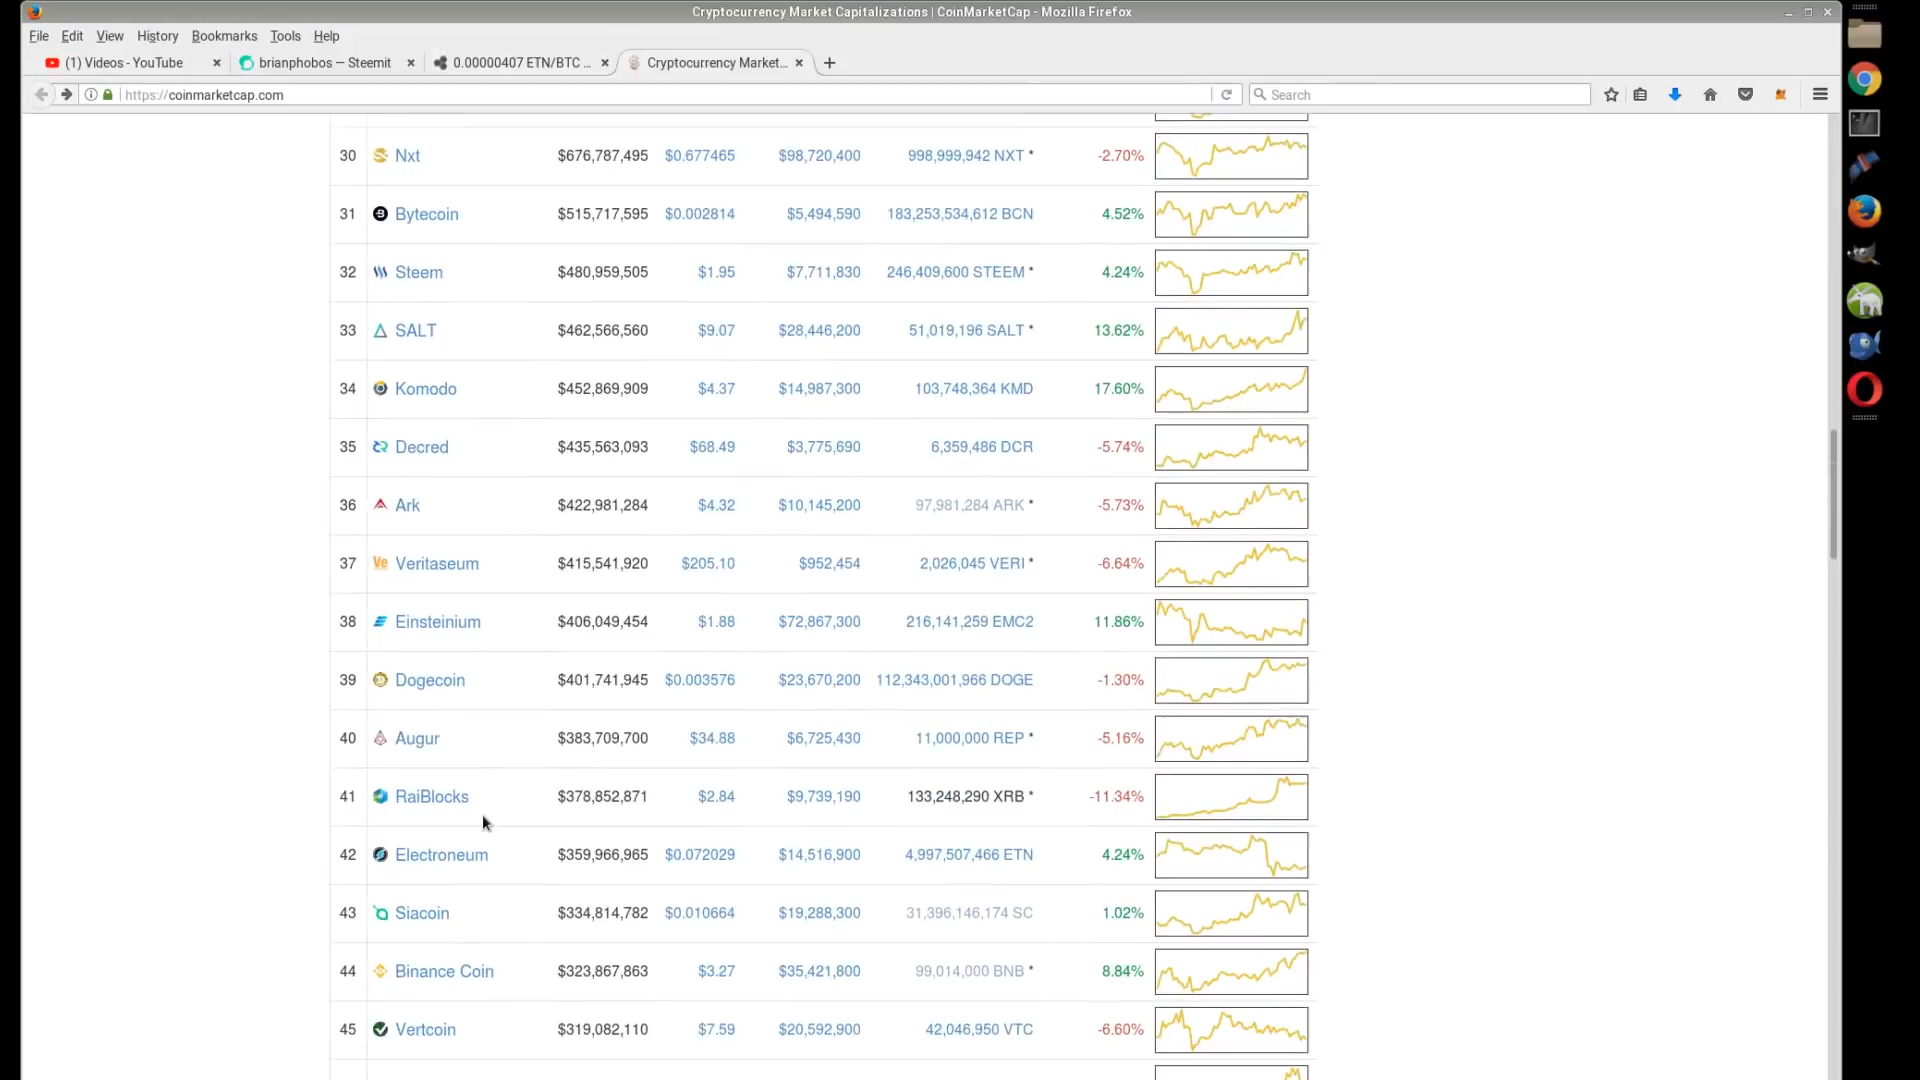 Cryptocurrency Market Capitalizations | CoinMarketCap - Mozilla Firefox
File Edit View History Bookmarks Tools Help
(1) Videos - YouTube brianphobos — Steemit 0.00000407 ETN/BTC ... Cryptocurrency Market...
https://coinmarketcap.com Search
30 Nxt $676,787,495 $0.677465 $98,720,400 998,999,942 NXT * -2.70%
31 Bytecoin $515,717,595 $0.002814 $5,494,590 183,253,534,612 BCN 4.52%
32 Steem $480,959,505 $1.95 $7,711,830 246,409,600 STEEM * 4.24%
33 SALT $462,566,560 $9.07 $28,446,200 51,019,196 SALT * 13.62%
34 Komodo $452,869,909 $4.37 $14,987,300 103,748,364 KMD 17.60%
35 Decred $435,563,093 $68.49 $3,775,690 6,359,486 DCR -5.74%
36 Ark $422,981,284 $4.32 $10,145,200 97,981,284 ARK * -5.73%
37 Ve Veritaseum $415,541,920 $205.10 $952,454 2,026,045 VERI * -6.64%
38 Einsteinium $406,049,454 $1.88 $72,867,300 216,141,259 EMC2 11.86%
39 Dogecoin $401,741,945 $0.003576 $23,670,200 112,343,001,966 DOGE -1.30%
40 Augur $383,709,700 $34.88 $6,725,430 11,000,000 REP * -5.16%
41 RaiBlocks $378,852,871 $2.84 $9,739,190 133,248,290 XRB * -11.34%
42 Electroneum $359,966,965 $0.072029 $14,516,900 4,997,507,466 ETN 4.24%
43 Siacoin $334,814,782 $0.010664 $19,288,300 31,396,146,174 SC 1.02%
44 Binance Coin $323,867,863 $3.27 $35,421,800 99,014,000 BNB * 8.84%
45 Vertcoin $319,082,110 $7.59 $20,592,900 42,046,950 VTC -6.60%